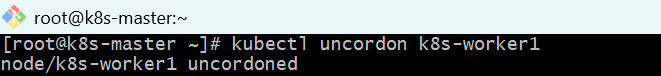 root@k8s-master:~
[root@k8s-master ~]# kubectl uncordon k8s-worker1
node/k8s-worker1 uncordoned